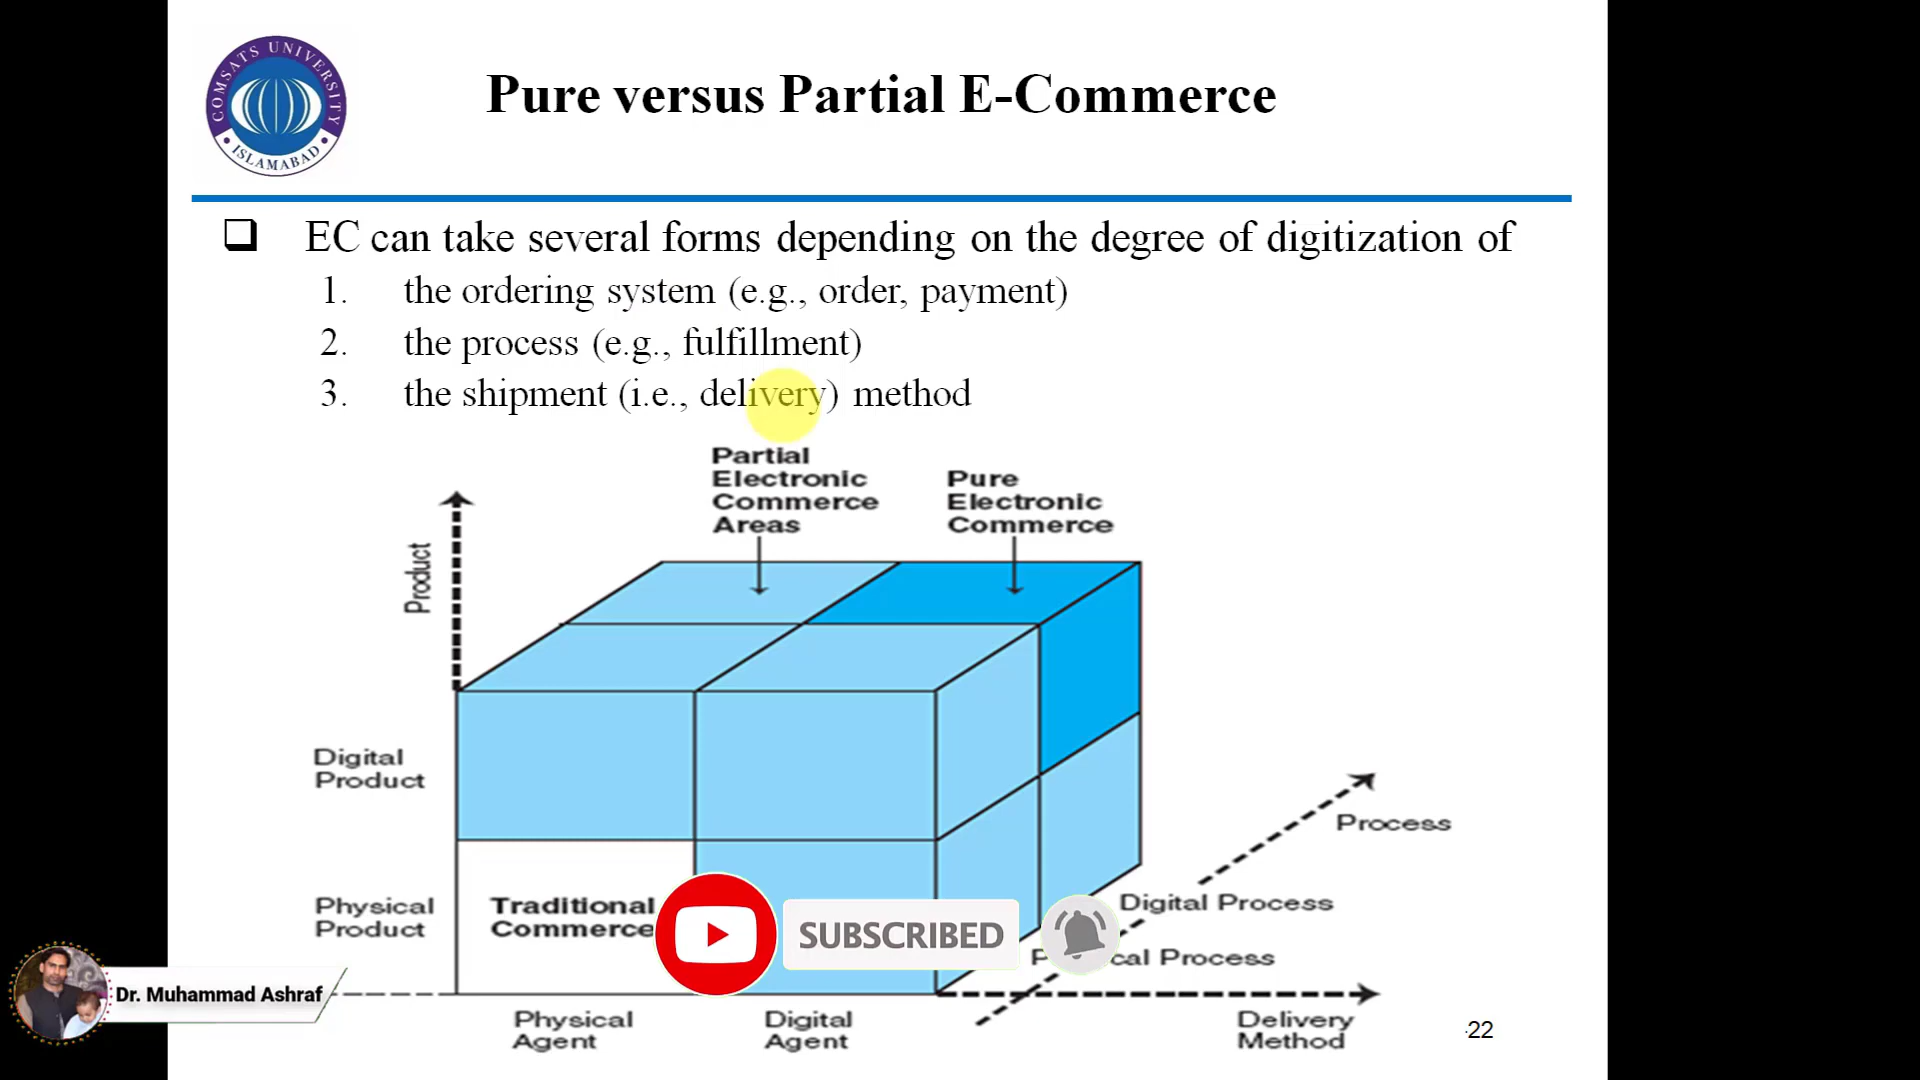 COMSATS UNIVERSITY
ISLAMABAD
Pure versus Partial E-Commerce
EC can take several forms depending on the degree of digitization of
1. the ordering system (e.g., order, payment)
2. the process (e.g., fulfillment)
3. the shipment (i.e., delivery) method
Partial
Electronic
Commerce
Areas
Pure
Electronic
Commerce
Product
Digital
Product
Process
Physical
Product
Traditional
Commerce
SUBSCRIBED
Digital Process
Process
Dr. Muhammad Ashraf
Physical
Agent
Digital
Agent
Delivery
Method
22